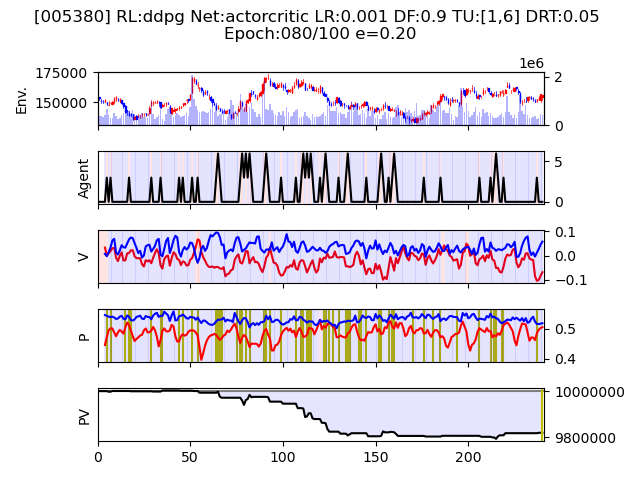 [005380] RL:ddpg Net:actorcritic LR:0.001 DF:0.9 TU:[1,6] DRT:0.05
Epoch:080/100 e=0.20
1e6
175000
150000
Env.
2
0
Agent
5
0
V
0.1
0.0
−0.1
P
0.5
0.4
PV
10000000
9800000
0 50 100 150 200